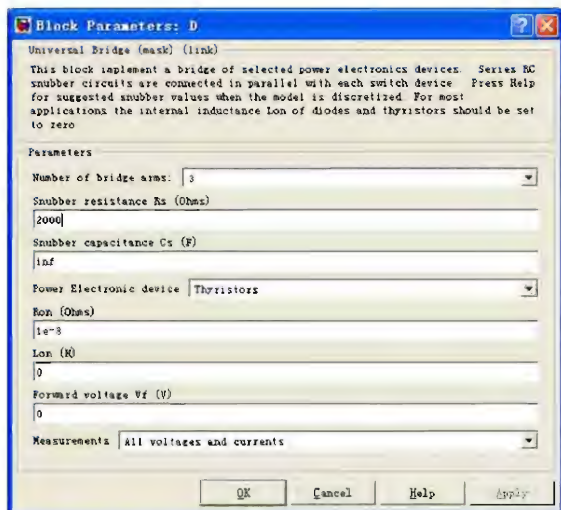 Block Parameters: D
Universal Bridge (mask) (link)
This block implement a bridge of selected power electronics devices. Series RC
snubber circuits are connected in parallel with each switch device Press Help
for suggested snubber values when the model is discretized. For most
applications the internal inductance Lon of diodes and thyristors should be set
to zero
Parameters
Number of bridge arms: 3
Snubber resistance Rs (Ohms)
2000
Snubber capacitance Cs (F)
inf
Power Electronic device Thyristors
Ron (Ohms)
Lon (H)
0
Forward voltage Vf (V)
0
Measurements All voltages and currents
OK Cancel Help Apply